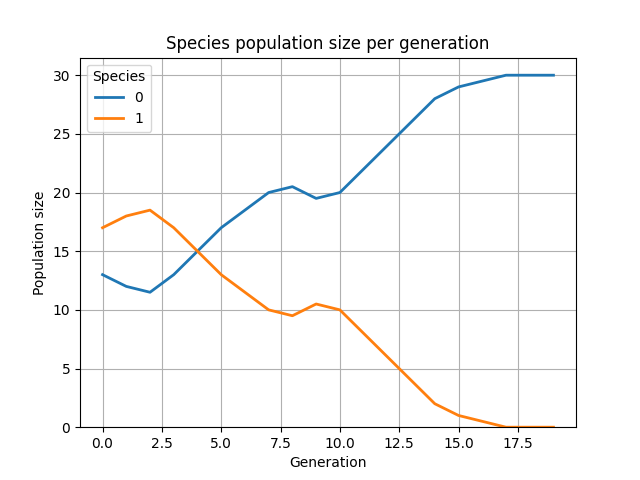 Species population size per generation
Species
0
1
30
25
20
15
10
5
0
Population size
0.0 2.5 5.0 7.5 10.0 12.5 15.0 17.5
Generation